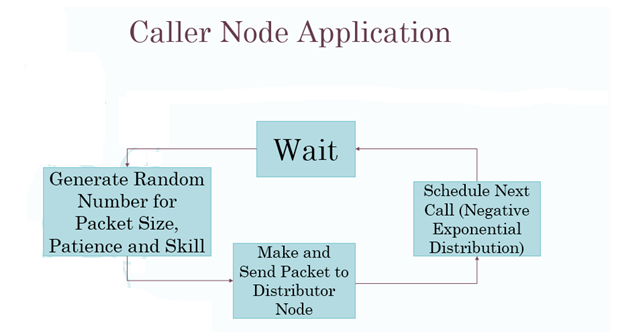 Caller Node Application
Wait
Generate Random
Number for
Packet Size,
Patience and Skill
Schedule Next
Call (Negative
Exponential
Distribution)
Make and
Send Packet to
Distributor
Node